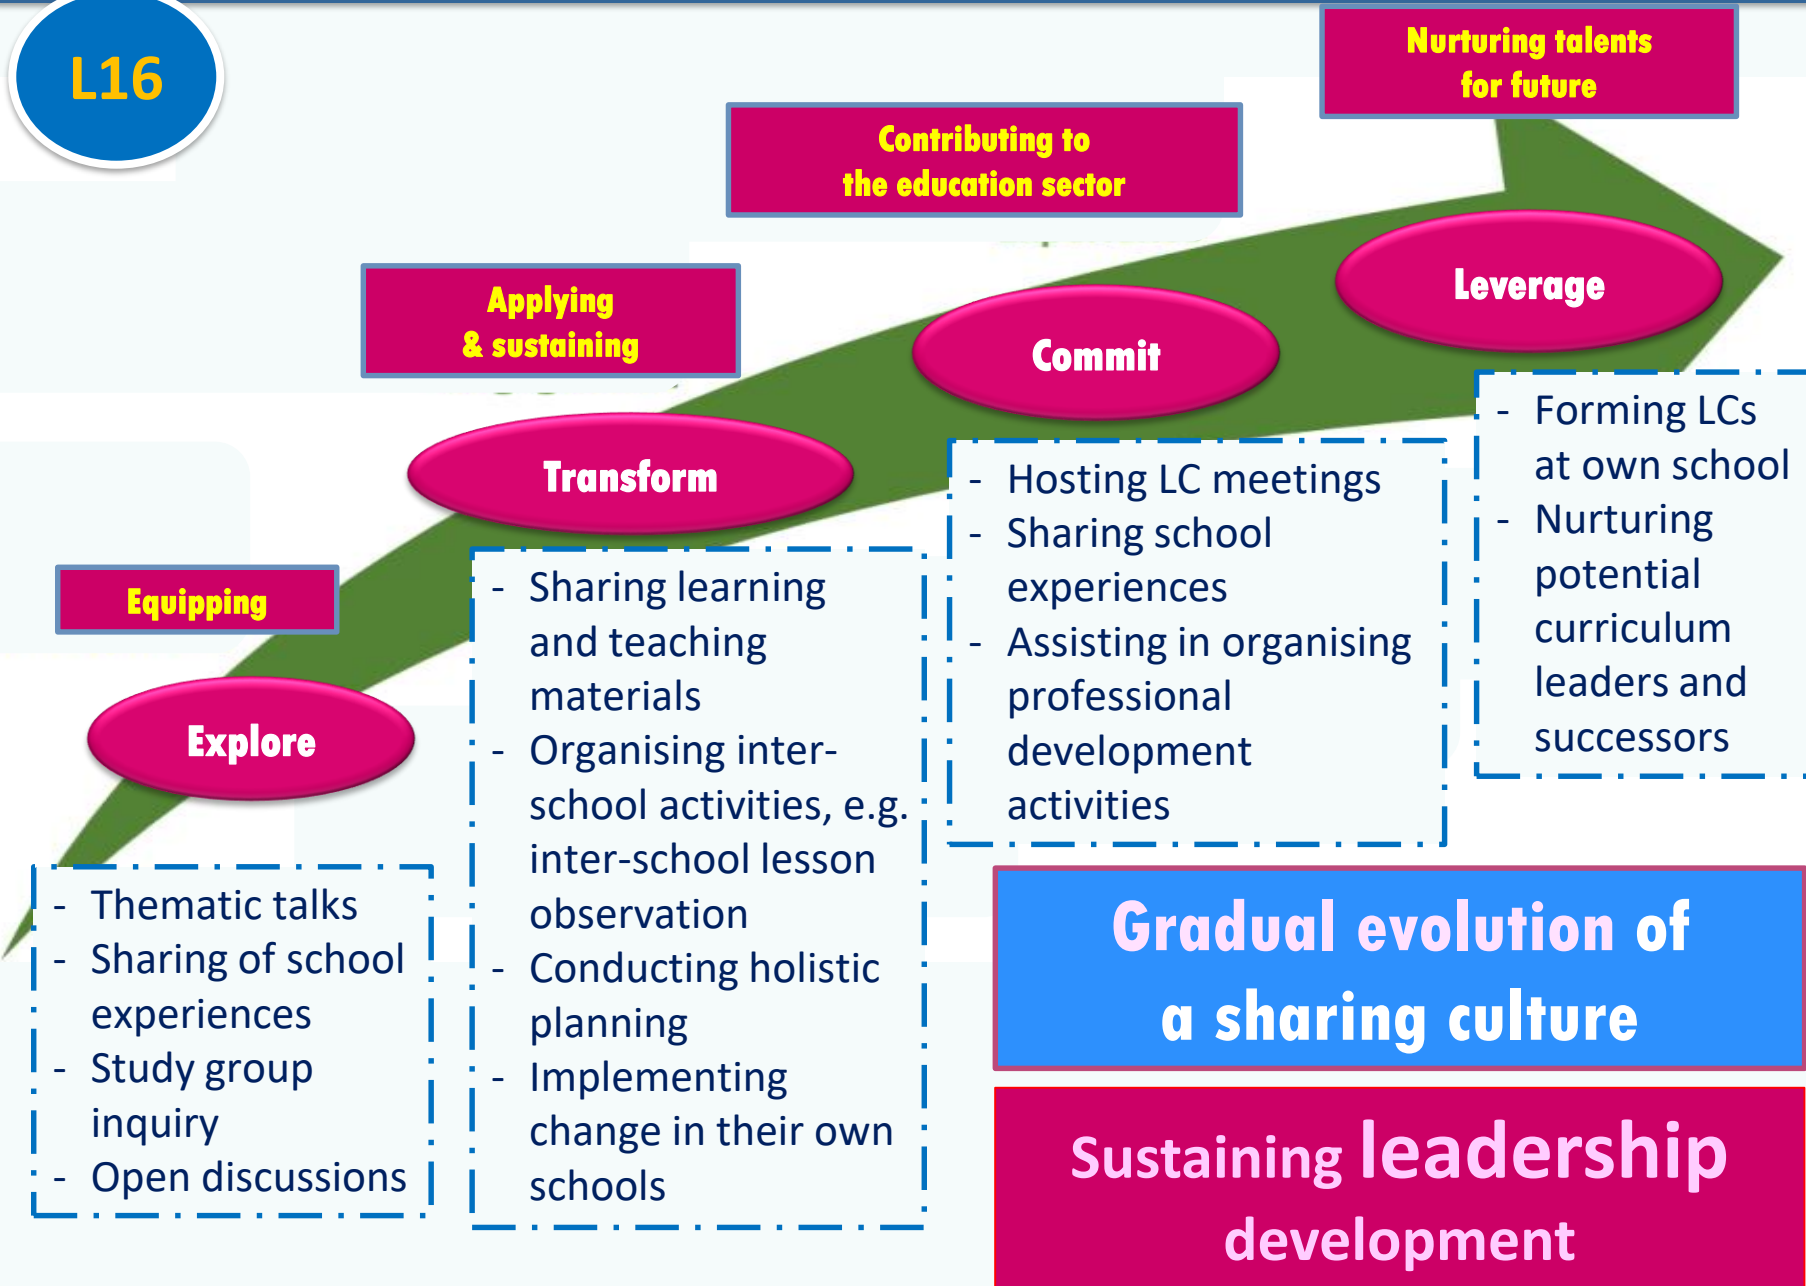 L16
Equipping
Explore
- Thematic talks
- Sharing of school
experiences
- Study group
inquiry
- Open discussions
Applying
& sustaining
Transform
- Sharing learning
and teaching
materials
- Organising inter-
school activities, e.g.
inter-school lesson
observation
- Conducting holistic
planning
- Implementing
change in their own
schools
Contributing to
the education sector
Commit
- Hosting LC meetings
- Sharing school
experiences
- Assisting in organising
professional
development
activities
Nurturing talents
for future
Leverage
- Forming LCs
at own school
- Nurturing
potential
curriculum
leaders and
successors
Gradual evolution of
a sharing culture
Sustaining leadership
development